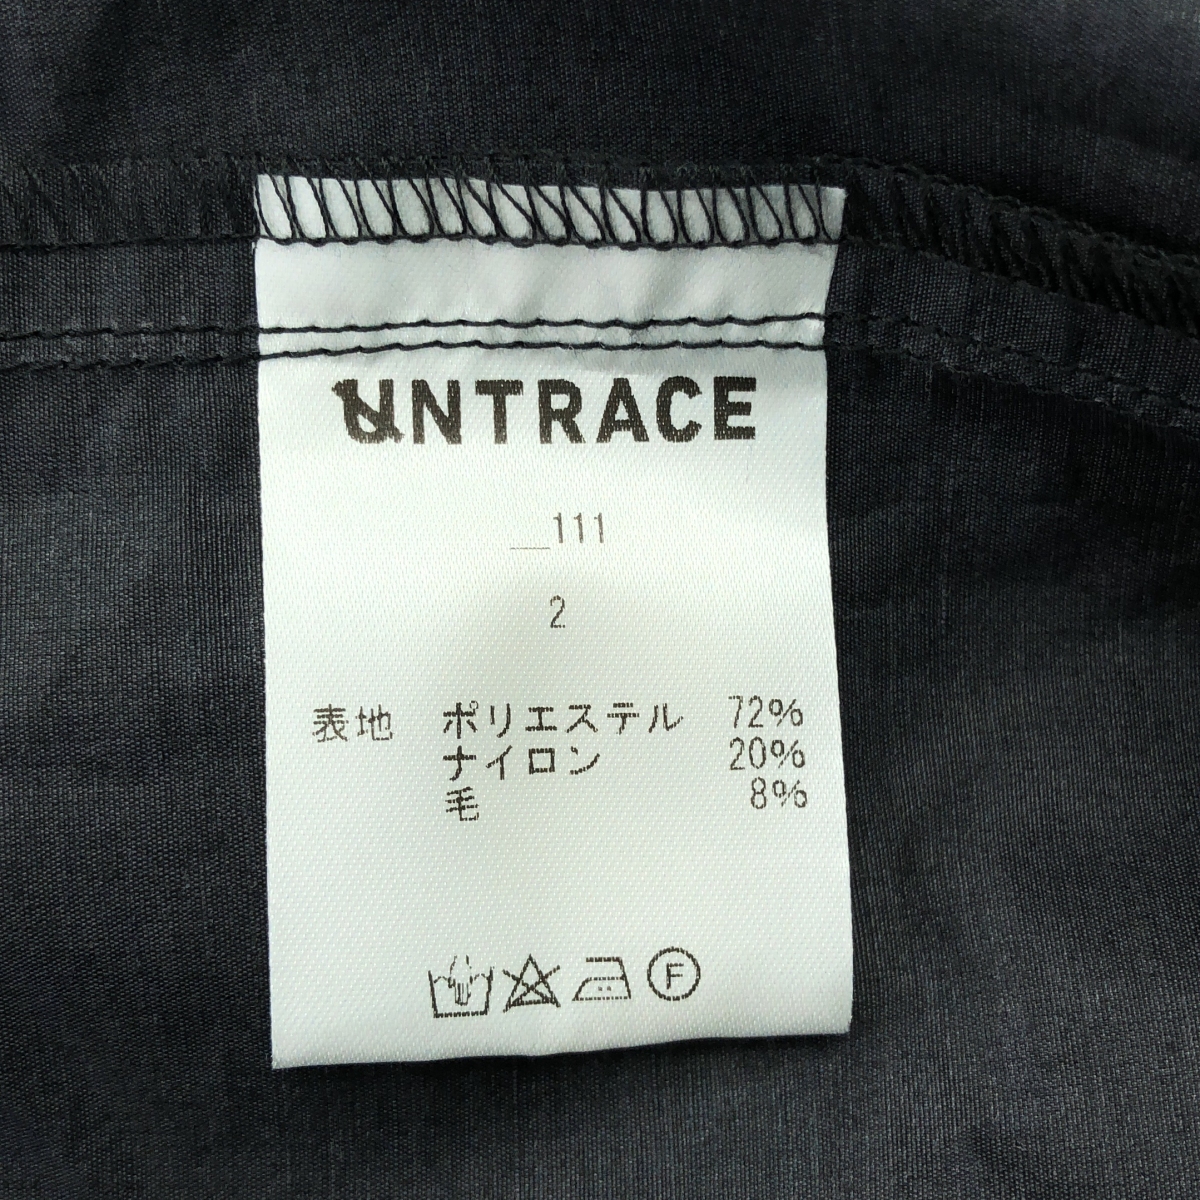 UNTRACE
__111
2
表地 ポリエステル 72%
ナイロン 20%
毛 8%
F